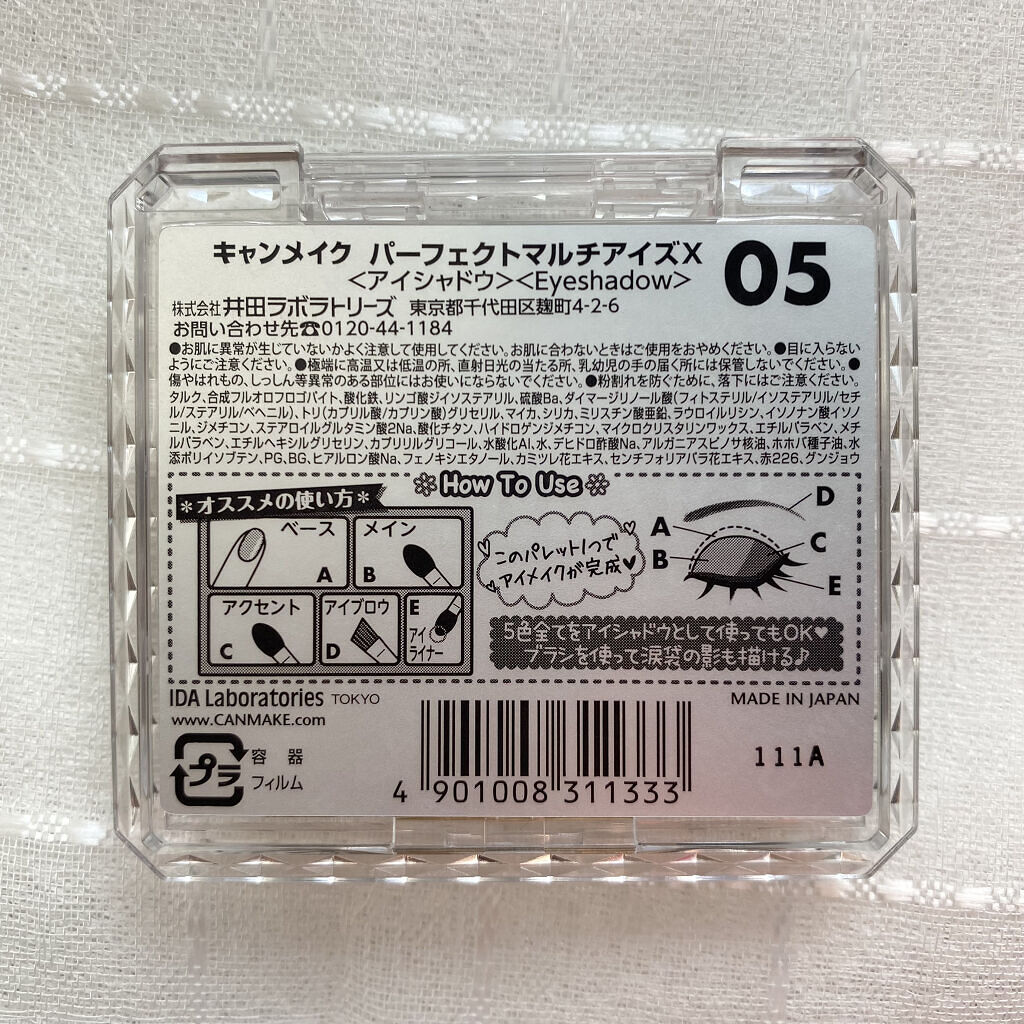 キャンメイク パーフェクトマルチアイズX 05
<アイシャドウ><Eyeshadow>
株式会社 井田ラボラトリーズ 東京都千代田区麹町4-2-6
お問い合わせ先☎0120-44-1184
●お肌に異常が生じていないかよく注意して使用してください。お肌に合わないときはご使用をおやめください。●目に入らない
ようにご注意ください。●極端に高温又は低温の所、直射日光の当たる所、乳幼児の手の届く所には保管しないでください。●
傷やはれもの、しっしん等異常のある部位にはお使いにならないでください。●粉割れを防ぐために、落下にはご注意ください。
タルク、合成フルオロフロゴパイト、酸化鉄、リンゴ酸ジイソステアリル、硫酸Ba、ダイマージリノール酸(フィトステリル/イソステアリル/セチ
ル/ステアリル/ベヘニル)、トリ(カプリル酸/カプリン酸)グリセリル、マイカ、シリカ、ミリスチン酸亜鉛、ラウロイルリシン、イソノナン酸イソノ
ニル、ジメチコン、ステアロイルグルタミン酸2Na、酸化チタン、ハイドロゲンジメチコン、マイクロクリスタリンワックス、エチルパラベン、メチ
ルパラベン、エチルヘキシルグリセリン、カプリリルグリコール、水酸化Al、水、デヒドロ酢酸Na、アルガニアスピノサ核油、ホホバ種子油、水
添ポリイソブテン、PG、BG、ヒアルロン酸Na、フェノキシエタノール、カミツレ花エキス、センチフォリアバラ花エキス、赤226、グンジョウ
How To Use
*オススメの使い方*
ベース
A
メイン
B
アクセント
C
アイブロウ
D
E
アイ
ライナー
このパレット1つで
アイメイクが完成♥
A
B
C
D
E
5色全てをアイシャドウとして使ってもOK♥
ブラシを使って涙袋の影も描ける♪
IDA Laboratories TOKYO
www.CANMAKE.com
MADE IN JAPAN
プラ
容器
フィルム
111A
4 901008 311333